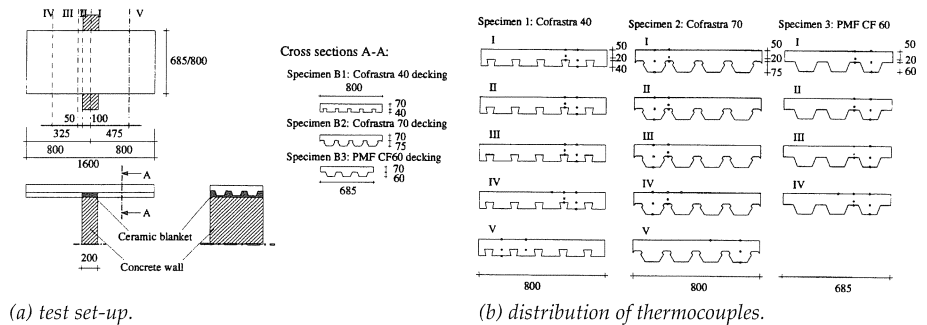 IV III II I V
685/800
50 100
325 475
800 800
1600
A
A
Ceramic blanket
200
Concrete wall
Cross sections A-A:
Specimen B1: Cofrastra 40 decking
800
70
40
Specimen B2: Cofrastra 70 decking
70
75
Specimen B3: PMF CF60 decking
70
60
685
(a) test set-up.
Specimen 1: Cofrastra 40
I
50
20
40
II
III
IV
V
800
Specimen 2: Cofrastra 70
I
50
20
75
II
III
IV
V
800
Specimen 3: PMF CF 60
I
50
20
60
II
III
IV
685
(b) distribution of thermocouples.